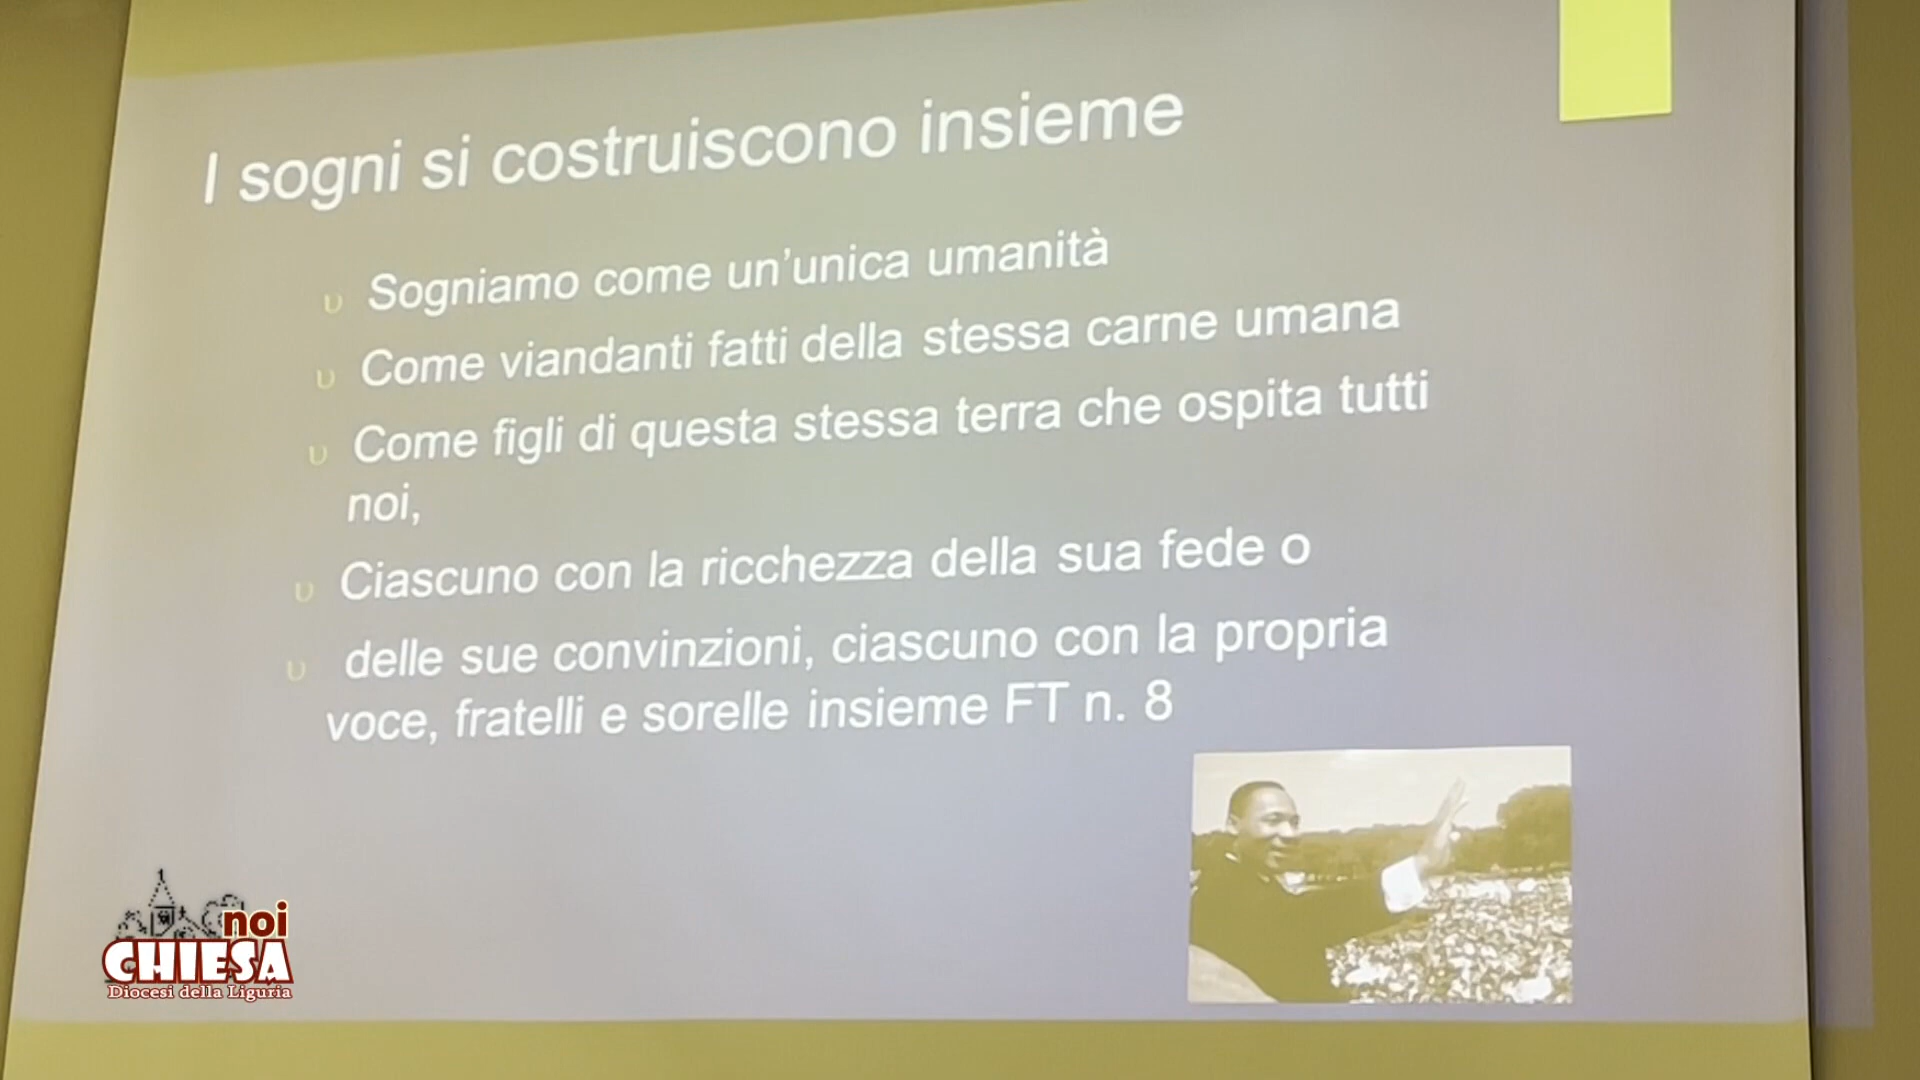 I sogni si costruiscono insieme
υ Sogniamo come un’unica umanità
υ Come viandanti fatti della stessa carne umana
υ Come figli di questa stessa terra che ospita tutti
noi,
υ Ciascuno con la ricchezza della sua fede o
υ delle sue convinzioni, ciascuno con la propria
voce, fratelli e sorelle insieme FT n. 8
noi
CHIESA
Diocesi della Liguria